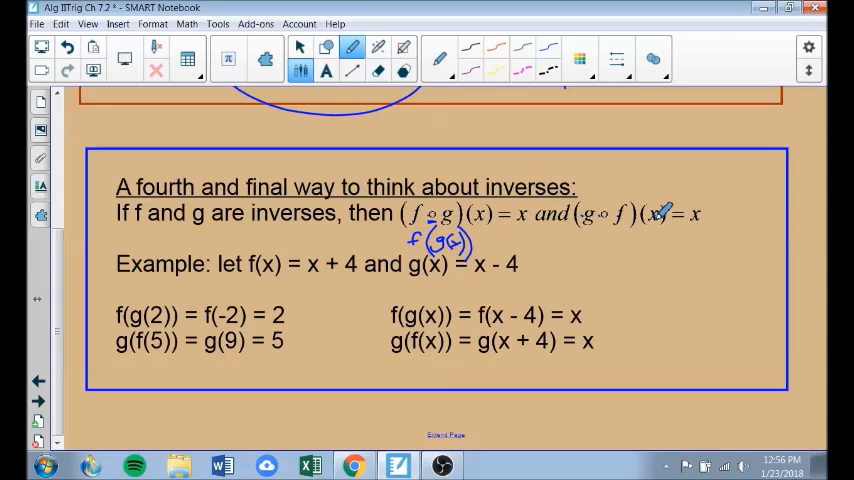 Alg IITrig Ch 7.2 * - SMART Notebook
File Edit View Insert Format Math Tools Add-ons Account Help
A fourth and final way to think about inverses:
If f and g are inverses, then (f ∘ g)(x) = x and (g ∘ f)(x) = x
f(g(x))
Example: let f(x) = x + 4 and g(x) = x - 4
f(g(2)) = f(-2) = 2 f(g(x)) = f(x - 4) = x
g(f(5)) = g(9) = 5 g(f(x)) = g(x + 4) = x
Extend Page
12:56 PM
1/23/2018